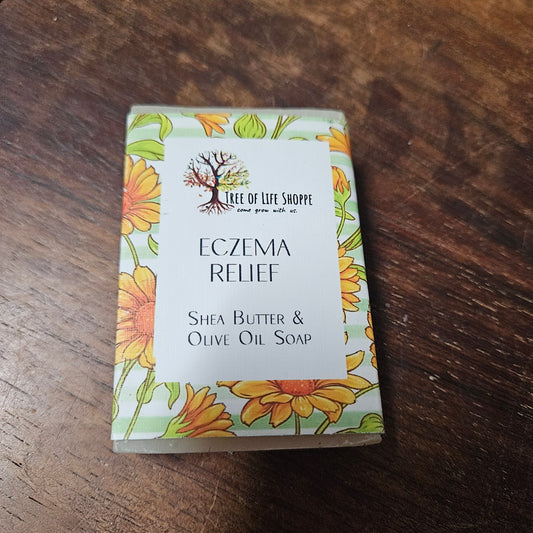 Tree of Life Shoppe
come grow with us.
Eczema
Relief
Shea Butter &
Olive Oil Soap